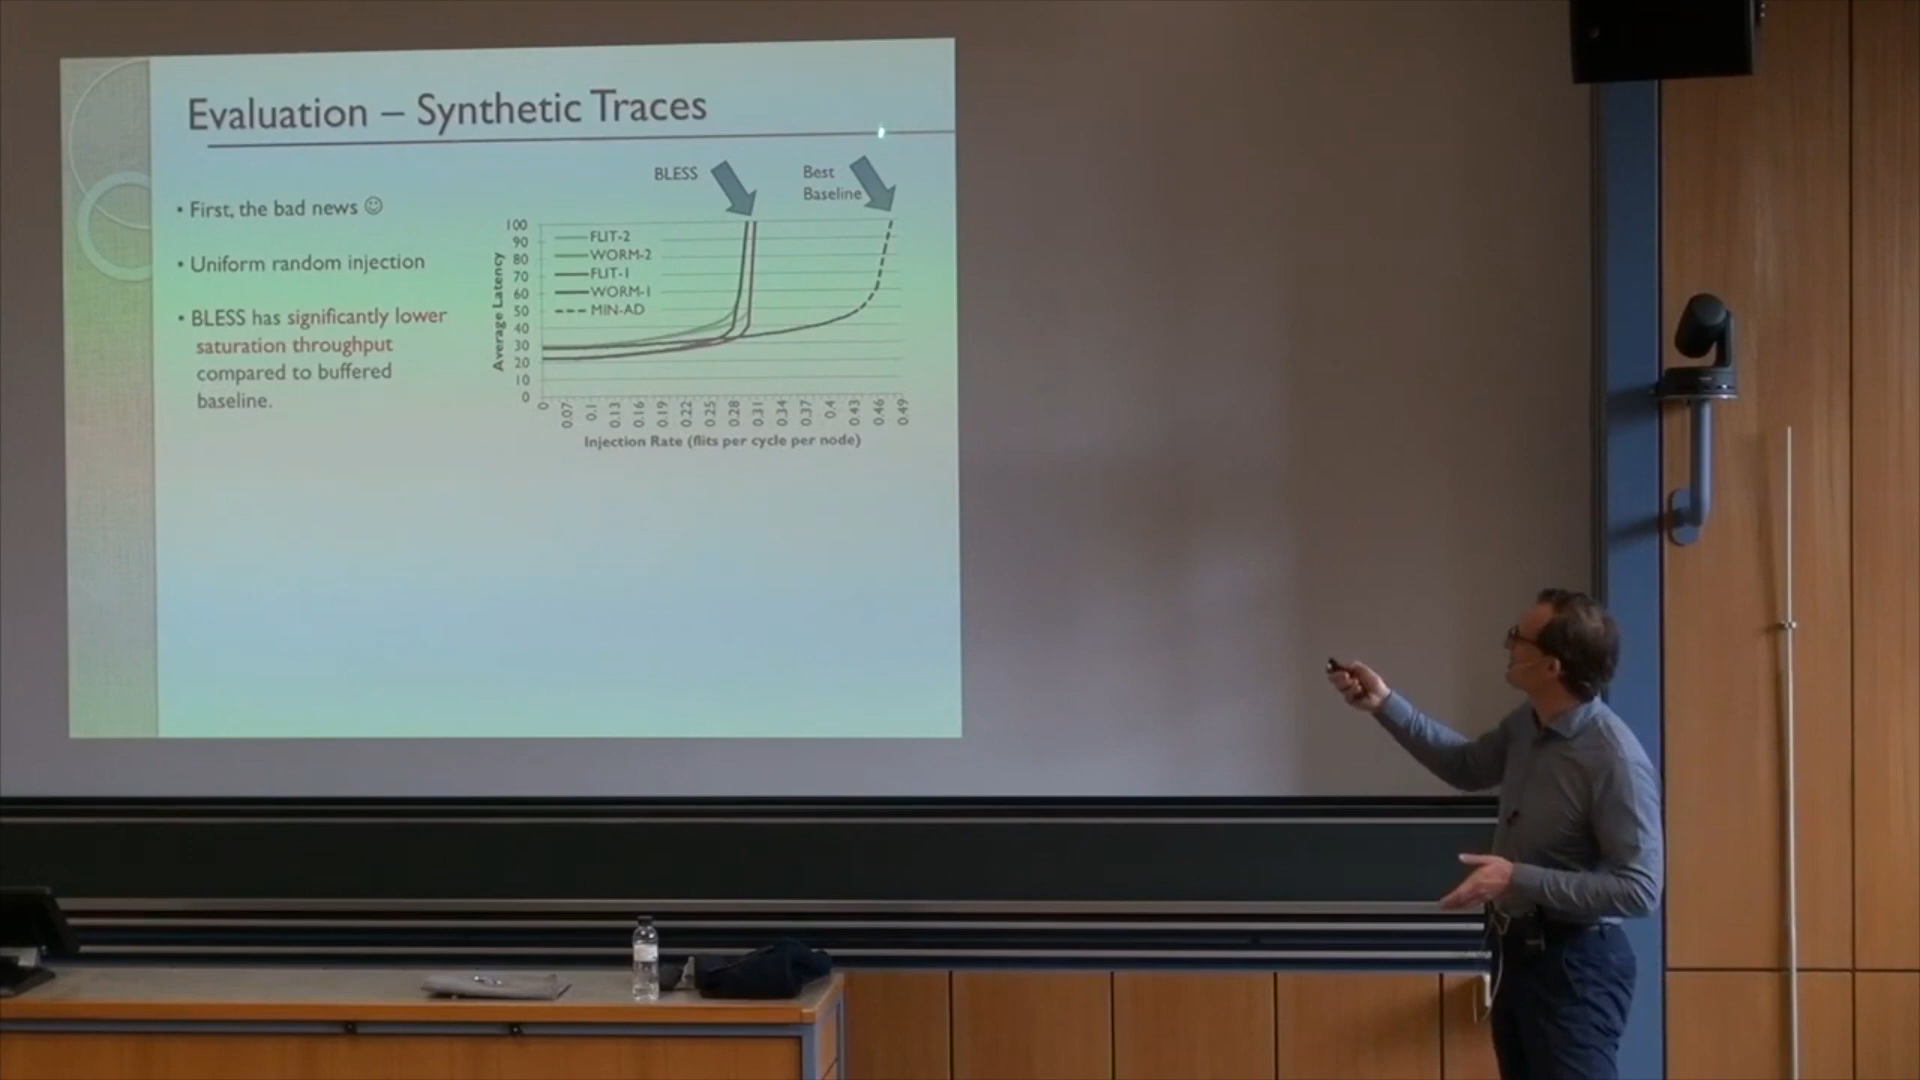 Evaluation – Synthetic Traces
• First, the bad news ☺
• Uniform random injection
• BLESS has significantly lower
saturation throughput
compared to buffered
baseline.
BLESS
Best
Baseline
100
90
80
70
60
50
40
30
20
10
0
Average Latency
FLIT-2
WORM-2
FLIT-1
WORM-1
MIN-AD
0 0.07 0.1 0.13 0.16 0.19 0.22 0.25 0.28 0.31 0.34 0.37 0.4 0.43 0.46 0.49
Injection Rate (flits per cycle per node)